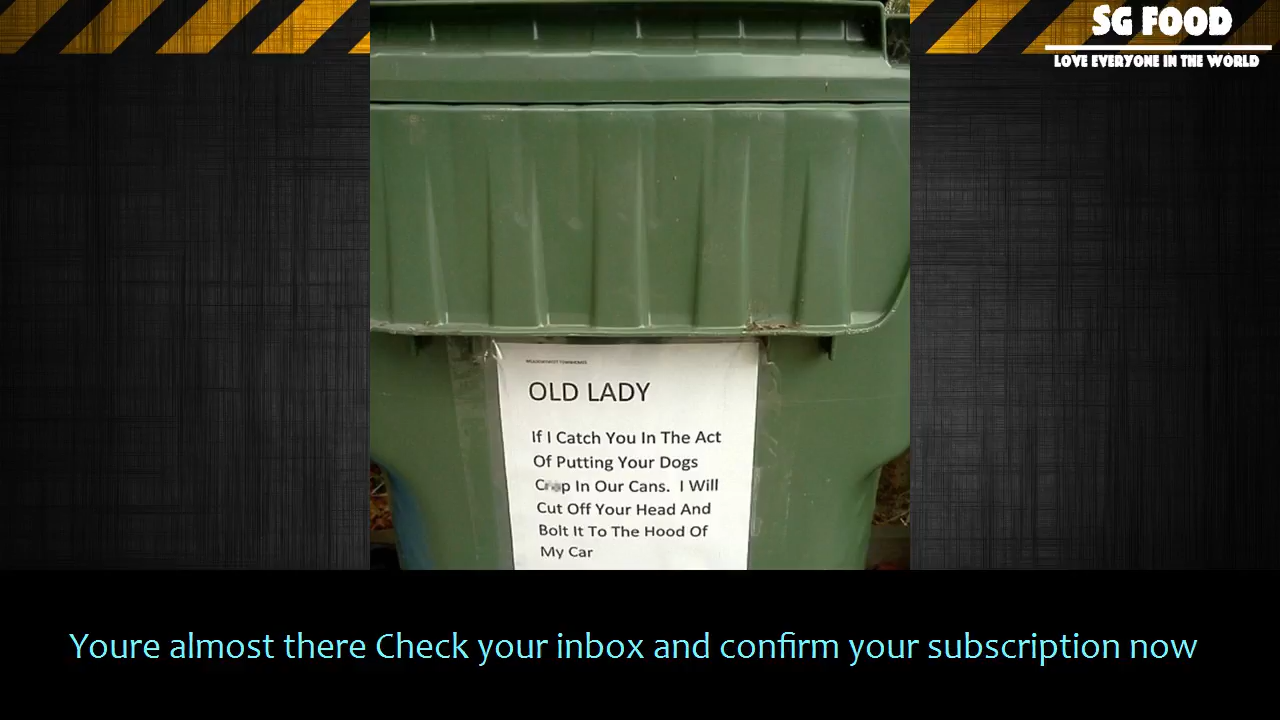 SG FOOD
LOVE EVERYONE IN THE WORLD
OLD LADY
If I Catch You In The Act
Of Putting Your Dogs
In Our Cans. I Will
Cut Off Your Head And
Bolt It To The Hood Of
My Car
Youre almost there Check your inbox and confirm your subscription now